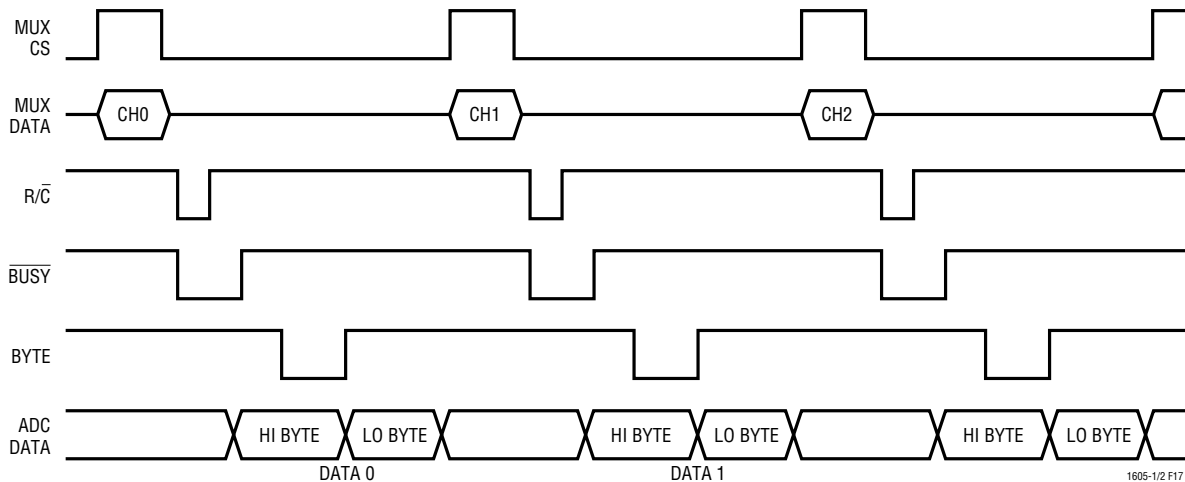 MUX
CS
MUX
DATA
CH0
CH1
CH2
R/C̅
B̅U̅S̅Y̅
BYTE
ADC
DATA
HI BYTE
LO BYTE
HI BYTE
LO BYTE
HI BYTE
LO BYTE
DATA 0
DATA 1
1605-1/2 F17